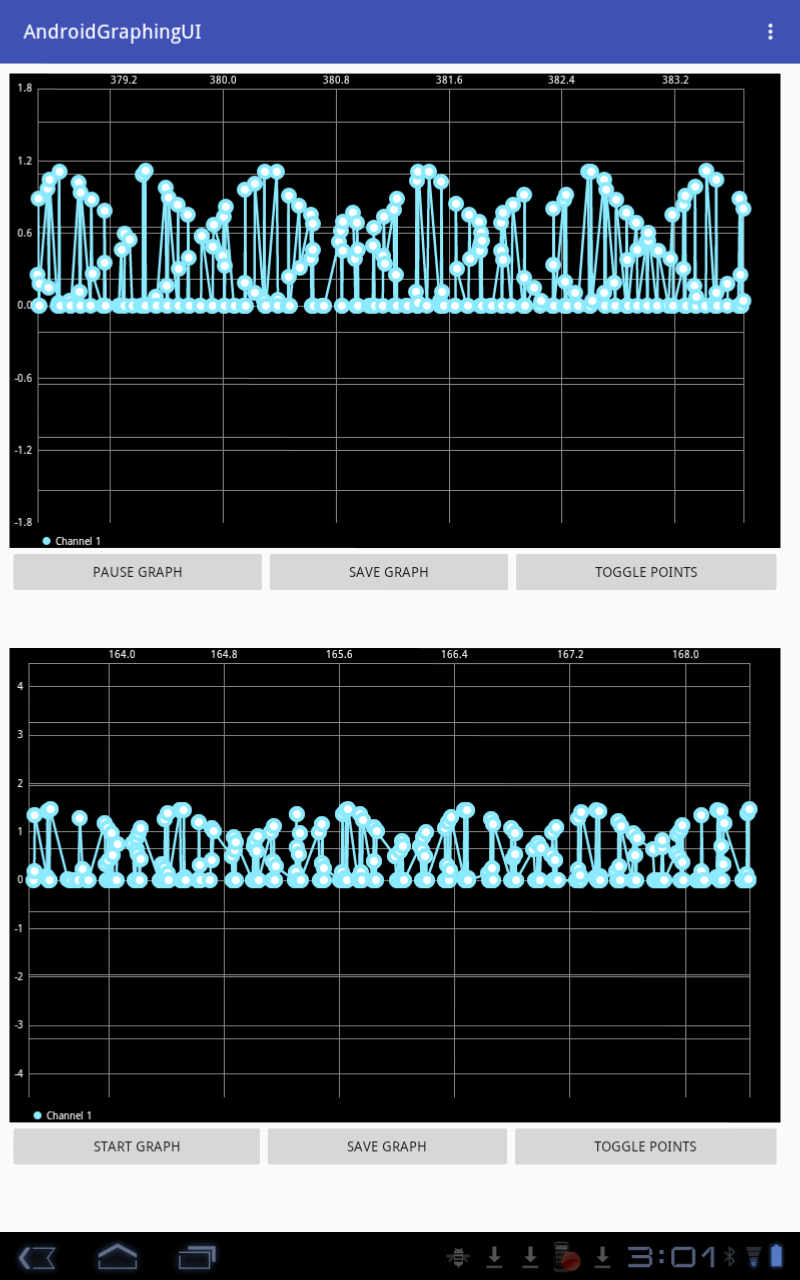 AndroidGraphingUI
379.2 380.0 380.8 381.6 382.4 383.2
1.8
1.2
0.6
0.0
-0.6
-1.2
-1.8
Channel 1
PAUSE GRAPH SAVE GRAPH TOGGLE POINTS
164.0 164.8 165.6 166.4 167.2 168.0
4
3
2
1
0
-1
-2
-3
-4
Channel 1
START GRAPH SAVE GRAPH TOGGLE POINTS
3:01